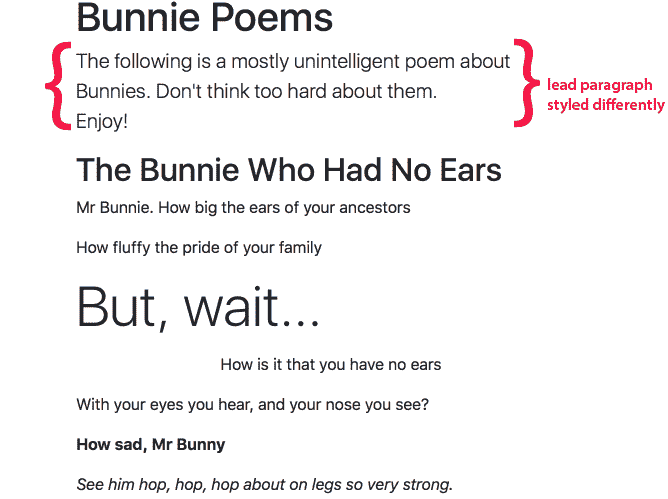 Bunnie Poems
The following is a mostly unintelligent poem about
Bunnies. Don't think too hard about them.
Enjoy!
lead paragraph
styled differently
The Bunnie Who Had No Ears
Mr Bunnie. How big the ears of your ancestors
How fluffy the pride of your family
But, wait...
How is it that you have no ears
With your eyes you hear, and your nose you see?
How sad, Mr Bunny
See him hop, hop, hop about on legs so very strong.